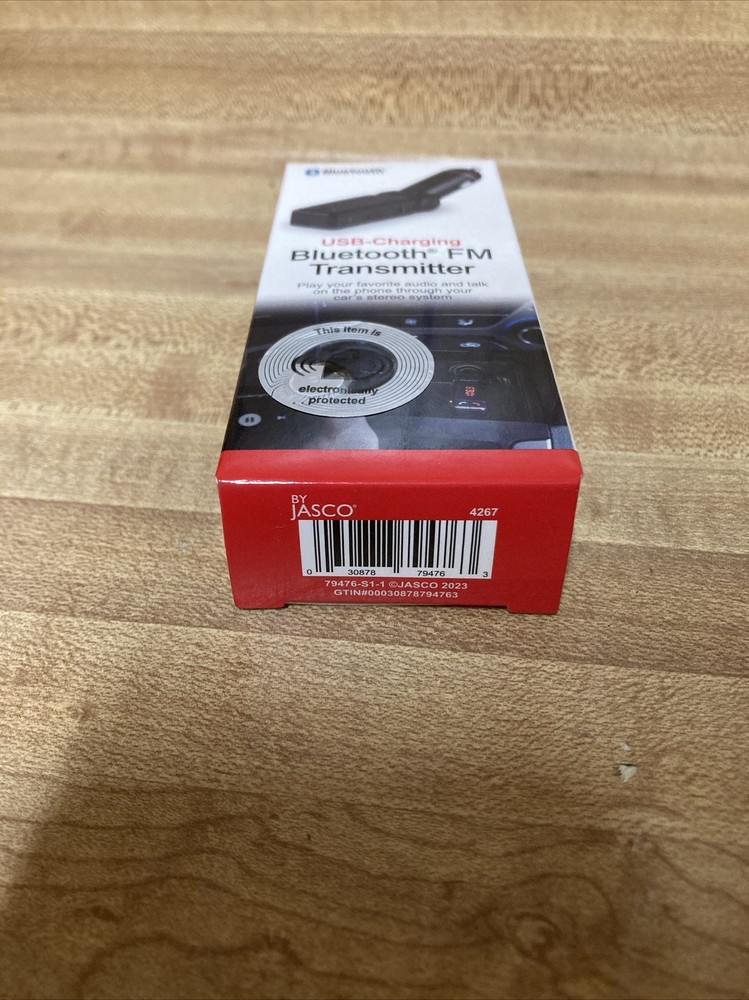 Bluetooth
USB-Charging
Bluetooth® FM
Transmitter
Play your favorite audio and talk
on the phone through your
car's stereo system
This item is
electronically
protected
BY
JASCO®
4267
0 30878 79476 3
79476-S1-1 ©JASCO 2023
GTIN#00030878794763